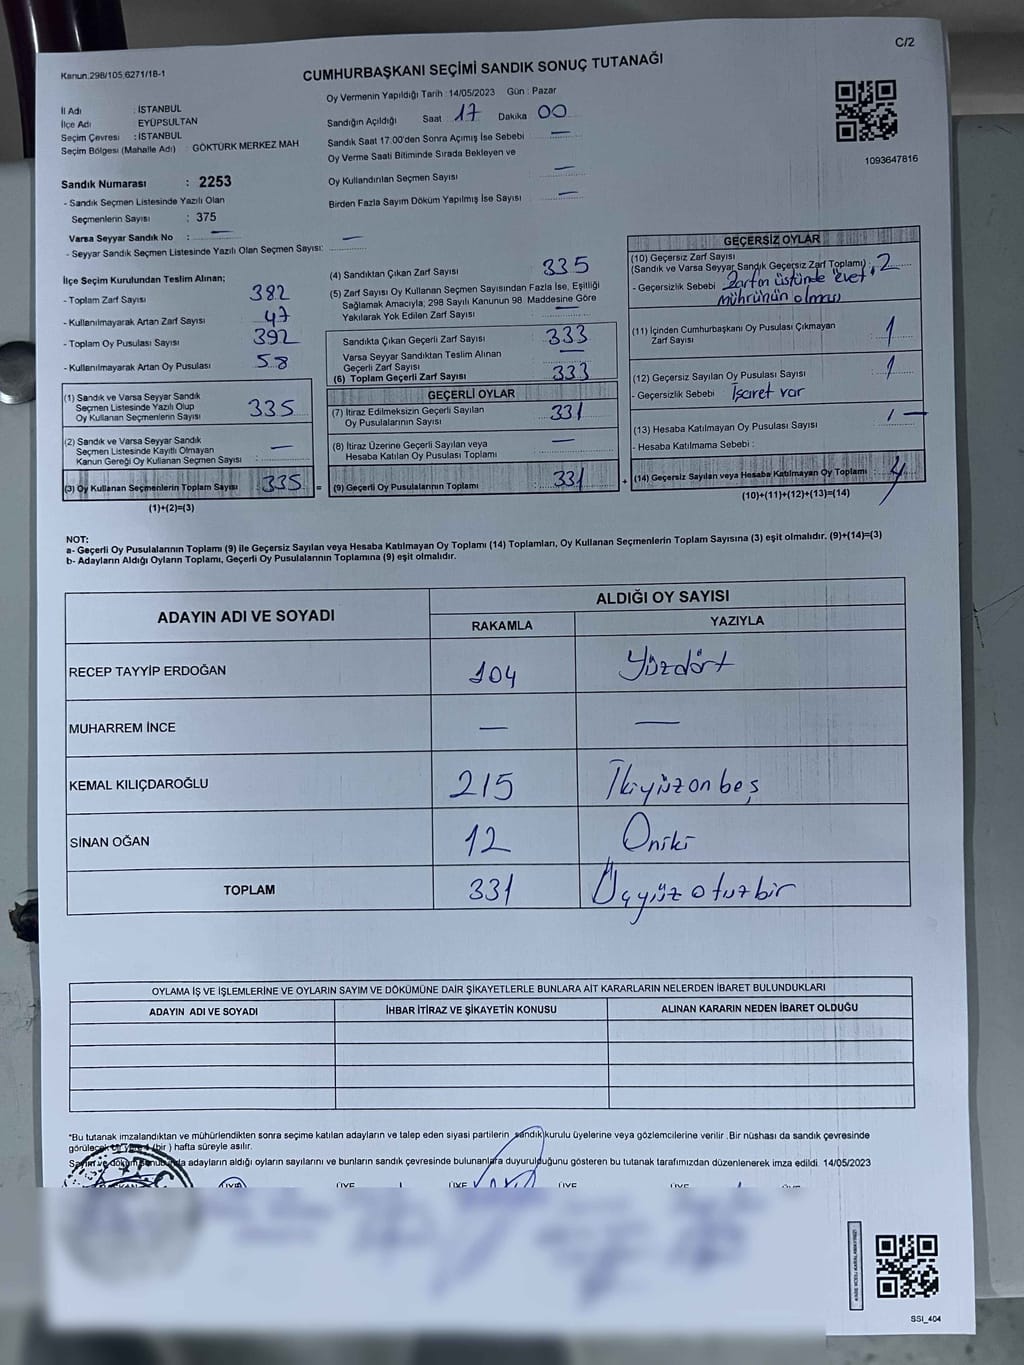 C/2
Kanun.298/105,6271/18-1
CUMHURBAŞKANI SEÇİMİ SANDIK SONUÇ TUTANAĞI
İl Adı : İSTANBUL
İlçe Adı : EYÜPSULTAN
Seçim Çevresi : İSTANBUL
Seçim Bölgesi (Mahalle Adı) : GÖKTÜRK MERKEZ MAH
Oy Vermenin Yapıldığı Tarih : 14/05/2023 Gün : Pazar
Sandığın Açıldığı Saat 17 Dakika 00
Sandık Saat 17.00'den Sonra Açımış İse Sebebi —
Oy Verme Saati Bitiminde Sırada Bekleyen ve
Oy Kullandırılan Seçmen Sayısı —
Birden Fazla Sayım Döküm Yapılmış İse Sayısı —
1093647816
Sandık Numarası : 2253
- Sandık Seçmen Listesinde Yazılı Olan
Seçmenlerin Sayısı : 375
Varsa Seyyar Sandık No : —
- Seyyar Sandık Seçmen Listesinde Yazılı Olan Seçmen Sayısı: —
İlçe Seçim Kurulundan Teslim Alınan;
- Toplam Zarf Sayısı 382
- Kullanılmayarak Artan Zarf Sayısı 47
- Toplam Oy Pusulası Sayısı 392
- Kullanılmayarak Artan Oy Pusulası 58
(1) Sandık ve Varsa Seyyar Sandık
Seçmen Listesinde Yazılı Olup
Oy Kullanan Seçmenlerin Sayısı 335
(2) Sandık ve Varsa Seyyar Sandık
Seçmen Listesinde Kayıtlı Olmayan
Kanun Gereği Oy Kullanan Seçmen Sayısı —
(3) Oy Kullanan Seçmenlerin Toplam Sayısı : 335 =
(1)+(2)=(3)
(4) Sandıktan Çıkan Zarf Sayısı 335
(5) Zarf Sayısı Oy Kullanan Seçmen Sayısından Fazla İse, Eşitliği
Sağlamak Amacıyla; 298 Sayılı Kanunun 98 Maddesine Göre
Yakılarak Yok Edilen Zarf Sayısı —
Sandıkta Çıkan Geçerli Zarf Sayısı 333
Varsa Seyyar Sandıktan Teslim Alınan
Geçerli Zarf Sayısı —
(6) Toplam Geçerli Zarf Sayısı 333
GEÇERLİ OYLAR
(7) İtiraz Edilmeksizin Geçerli Sayılan
Oy Pusulalarının Sayısı 331
(8) İtiraz Üzerine Geçerli Sayılan veya
Hesaba Katılan Oy Pusulası Toplamı —
(9) Geçerli Oy Pusulalarının Toplamı 331 +
GEÇERSİZ OYLAR
(10) Geçersiz Zarf Sayısı
(Sandık ve Varsa Seyyar Sandık Geçersiz Zarf Toplamı) : 2
- Geçersizlik Sebebi Zarfın üstünde "evet"
mührünün olması
(11) İçinden Cumhurbaşkanı Oy Pusulası Çıkmayan
Zarf Sayısı 1
(12) Geçersiz Sayılan Oy Pusulası Sayısı 1
- Geçersizlik Sebebi İşaret var
(13) Hesaba Katılmayan Oy Pusulası Sayısı —
- Hesaba Katılmama Sebebi :
(14) Geçersiz Sayılan veya Hesaba Katılmayan Oy Toplamı : 4
(10)+(11)+(12)+(13)=(14)
NOT:
a- Geçerli Oy Pusulalarının Toplamı (9) ile Geçersiz Sayılan veya Hesaba Katılmayan Oy Toplamı (14) Toplamları, Oy Kullanan Seçmenlerin Toplam Sayısına (3) eşit olmalıdır. (9)+(14)=(3)
b- Adayların Aldığı Oyların Toplamı, Geçerli Oy Pusulalarının Toplamına (9) eşit olmalıdır.
ADAYIN ADI VE SOYADI
ALDIĞI OY SAYISI
RAKAMLA YAZIYLA
RECEP TAYYİP ERDOĞAN 104 Yüzdört
MUHARREM İNCE — —
KEMAL KILIÇDAROĞLU 215 İkiyüzonbeş
SİNAN OĞAN 12 Oniki
TOPLAM 331 Üçyüzotuzbir
OYLAMA İŞ VE İŞLEMLERİNE VE OYLARIN SAYIM VE DÖKÜMÜNE DAİR ŞİKAYETLERLE BUNLARA AİT KARARLARIN NELERDEN İBARET BULUNDUKLARI
ADAYIN ADI VE SOYADI İHBAR İTİRAZ VE ŞİKAYETİN KONUSU ALINAN KARARIN NEDEN İBARET OLDUĞU
*Bu tutanak imzalandıktan ve mühürlendikten sonra seçime katılan adayların ve talep eden siyasi partilerin sandık kurulu üyelerine veya gözlemcilerine verilir. Bir nüshası da sandık çevresinde
(bir) hafta süreyle asılır.
adayların aldığı oyların sayılarını ve bunların sandık çevresinde bulunanlara duyurulduğunu gösteren bu tutanak tarafımızdan düzenlenerek imza edildi. 14/05/2023
ÜYE ÜYE ÜYE ÜYE ÜYE
SSI_404